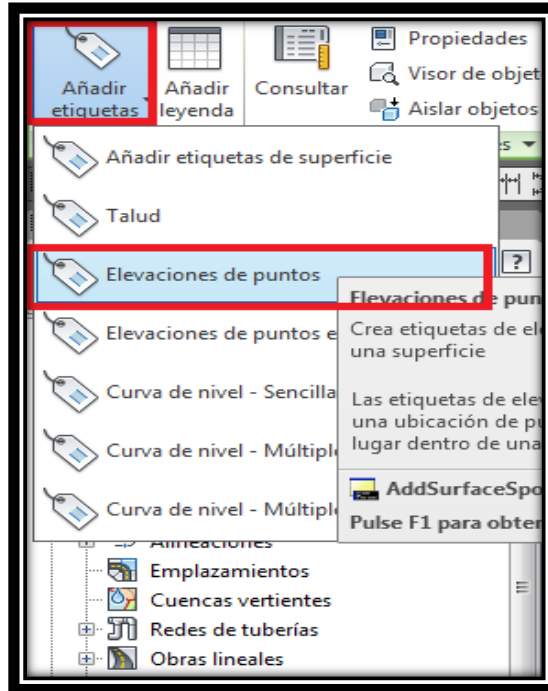 Propiedades
Visor de objet
Añadir etiquetas
Añadir leyenda
Consultar
Aislar objetos
es
Añadir etiquetas de superficie
Talud
?
Elevaciones de puntos
Elevaciones de pun
Elevaciones de puntos e
Crea etiquetas de el
una superficie
Curva de nivel - Sencilla
Las etiquetas de elev
una ubicación de pu
lugar dentro de una
Curva de nivel - Múltipl
AddSurfaceSpo
Curva de nivel - Múltipl
Pulse F1 para obter
Alineaciones
Emplazamientos
Cuencas vertientes
Redes de tuberías
Obras lineales